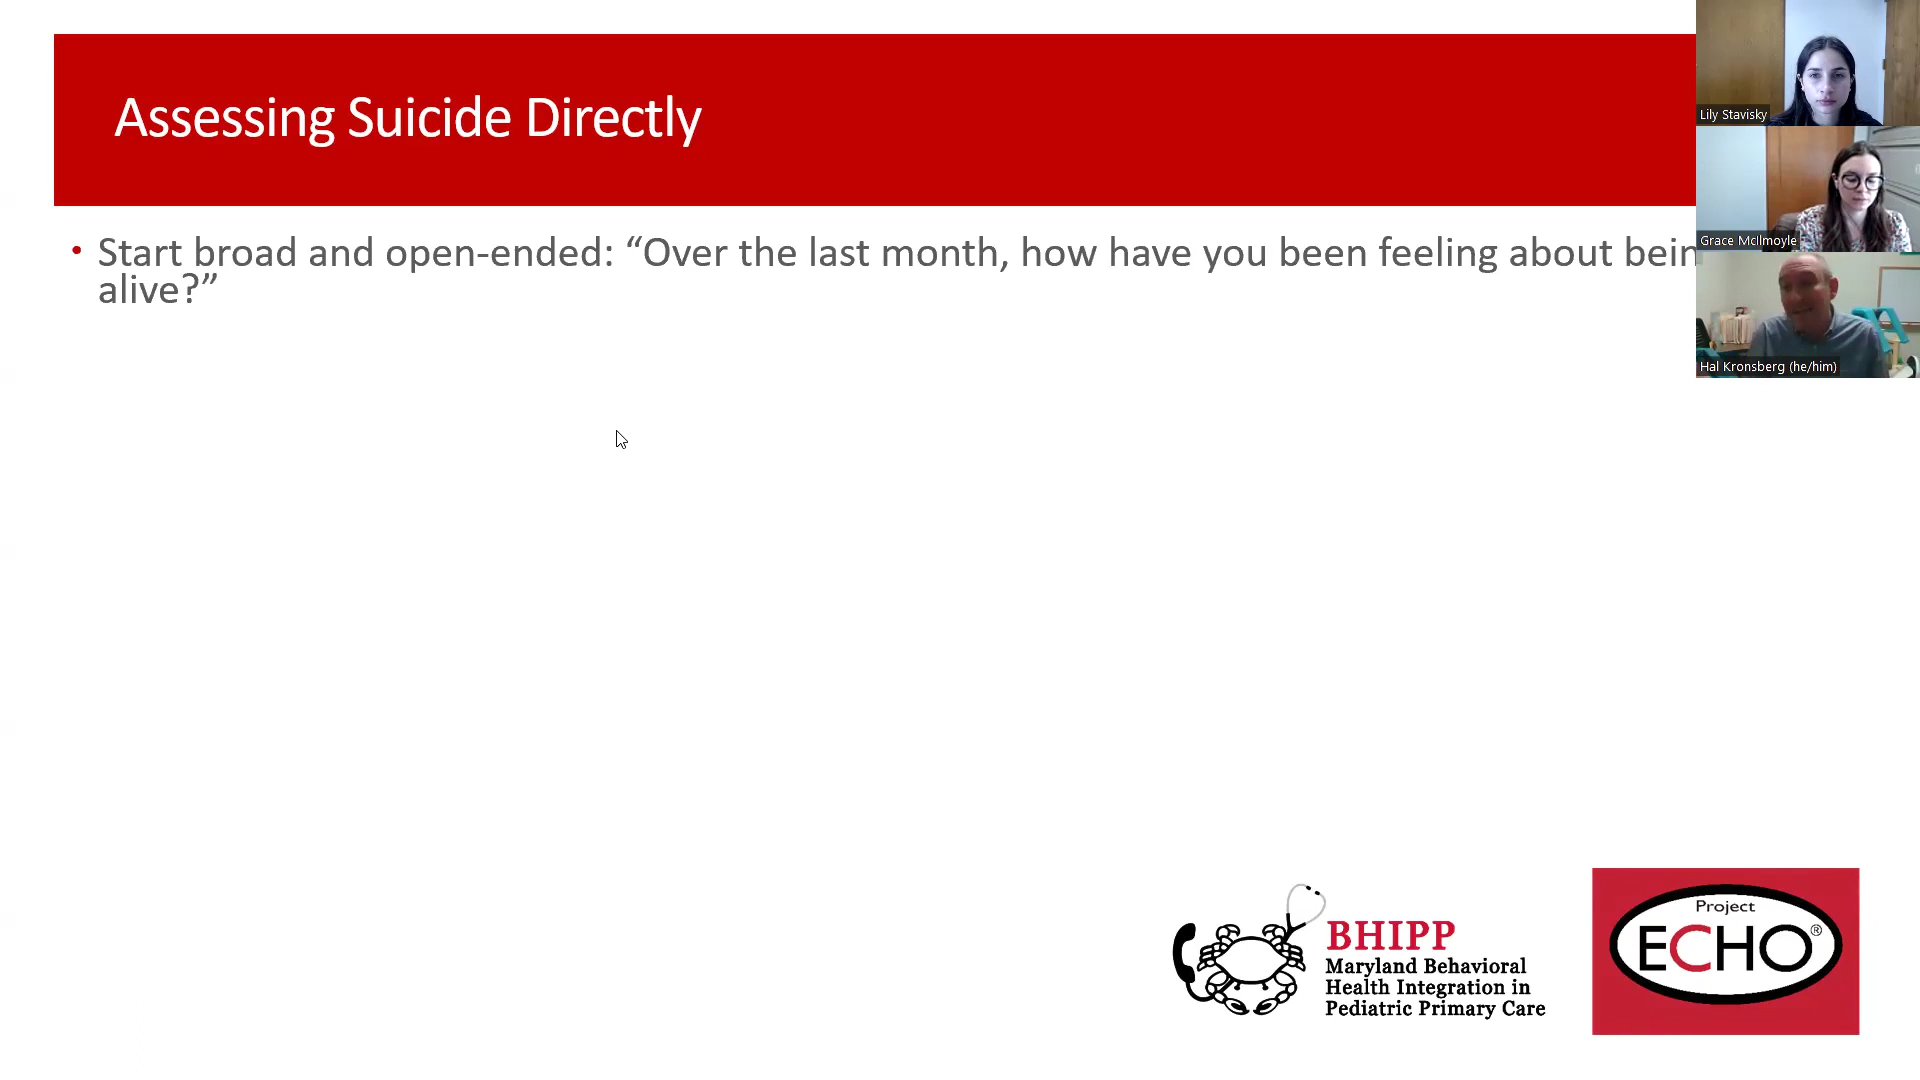 Assessing Suicide Directly
• Start broad and open-ended: “Over the last month, how have you been feeling about bein
alive?”
Lily Stavisky
Grace McIlmoyle
Hal Kronsberg (he/him)
BHIPP
Maryland Behavioral
Health Integration in
Pediatric Primary Care
Project
ECHO®